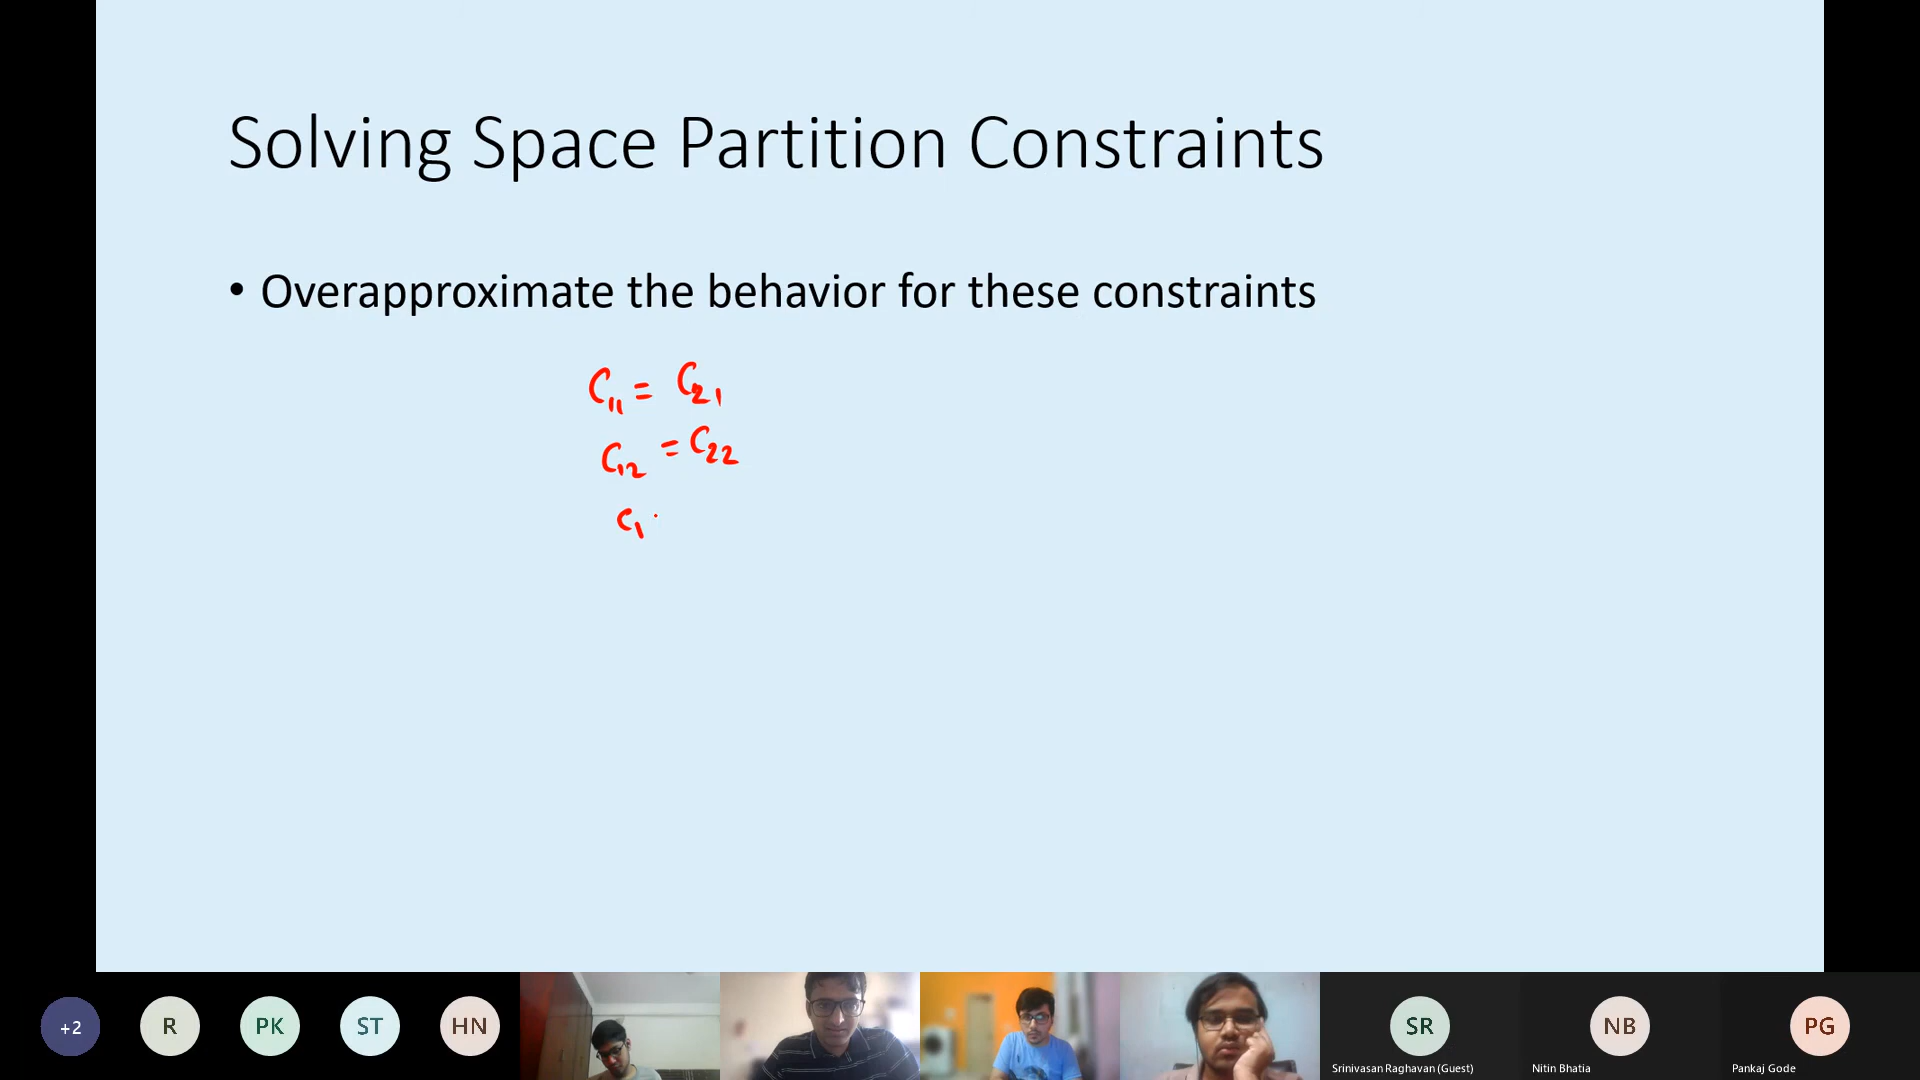 Solving Space Partition Constraints
• Overapproximate the behavior for these constraints
C₁₁ = C₂₁
C₁₂ = C₂₂
C₁
+2
R
PK
ST
HN
SR
NB
PG
Srinivasan Raghavan (Guest)
Nitin Bhatia
Pankaj Gode